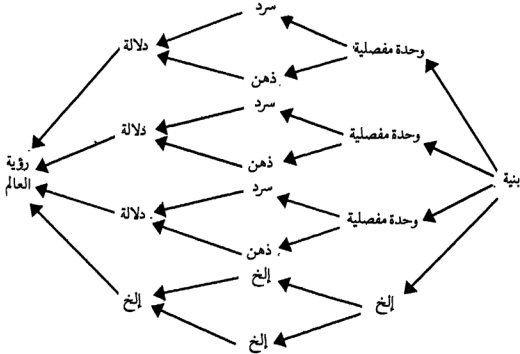 سرد
دلالة
وحدة مفصلية
ذهن
سرد
دلالة
وحدة مفصلية
ذهن
رؤية
العالم
بنية
سرد
دلالة
وحدة مفصلية
ذهن
إلخ
إلخ
إلخ
إلخ